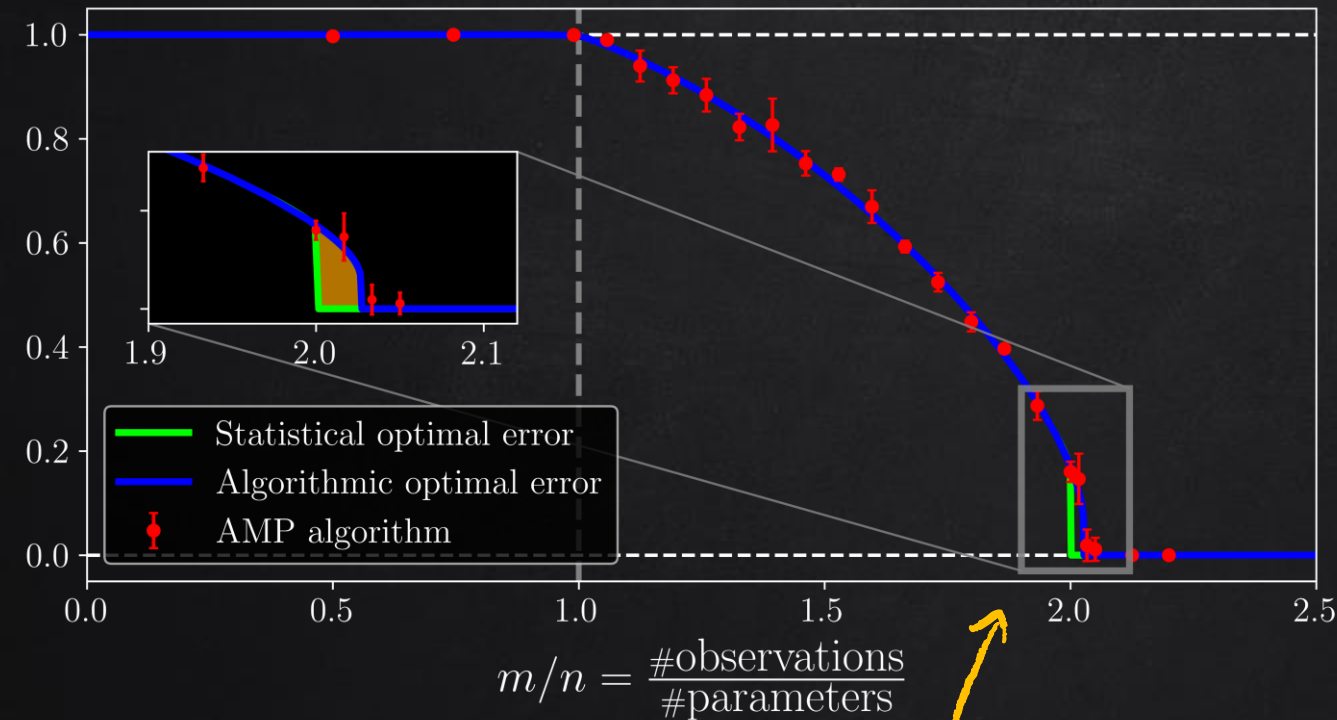 1.0
0.8
0.6
0.4
0.2
0.0
1.9 2.0 2.1
Statistical optimal error
Algorithmic optimal error
AMP algorithm
0.0 0.5 1.0 1.5 2.0 2.5
m/n = #observations
#parameters